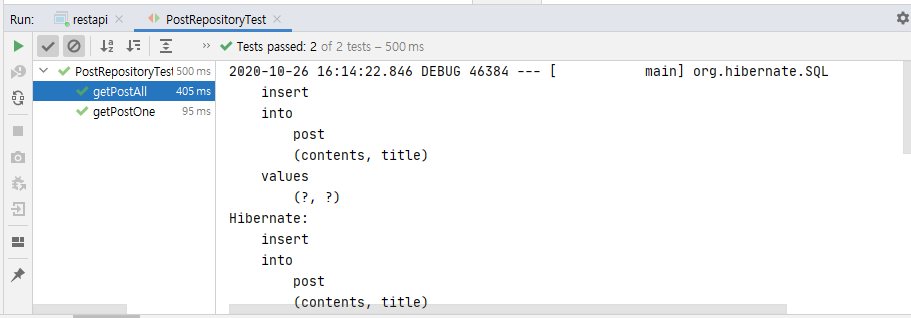 Run: restapi × PostRepositoryTest ×
» Tests passed: 2 of 2 tests – 500 ms
PostRepositoryTest 500 ms
getPostAll 405 ms
getPostOne 95 ms
2020-10-26 16:14:22.846 DEBUG 46384 --- [           main] org.hibernate.SQL
    insert
    into
        post
        (contents, title)
    values
        (?, ?)
Hibernate:
    insert
    into
        post
        (contents, title)